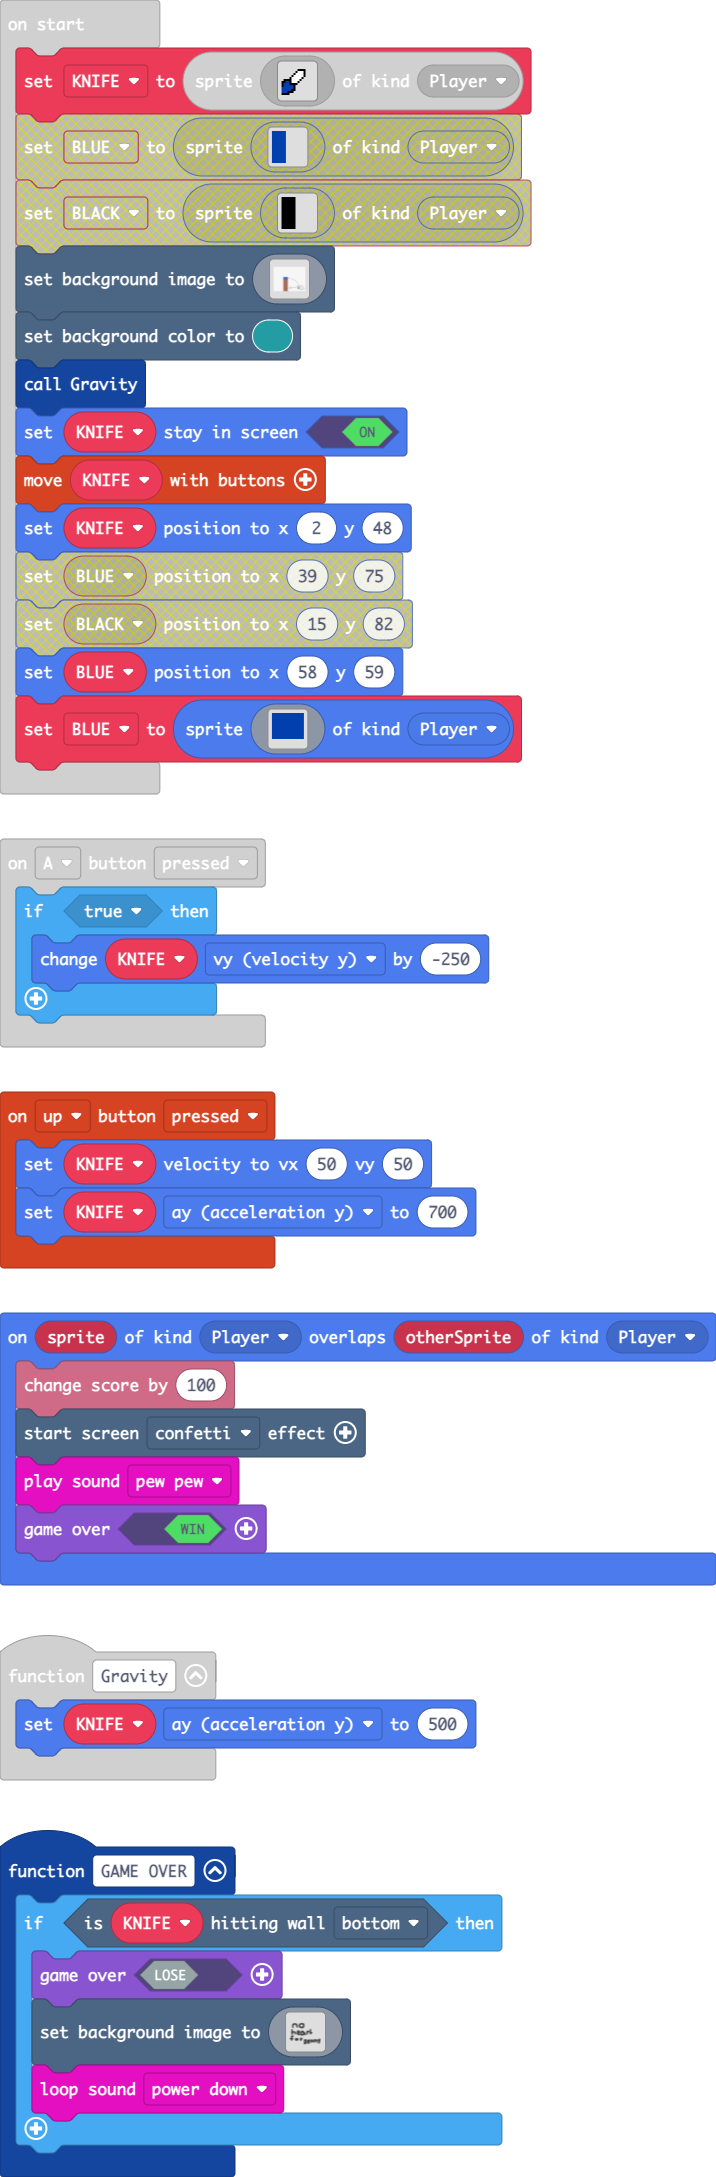 on start
set KNIFE to sprite of kind Player
set BLUE to sprite of kind Player
set BLACK to sprite of kind Player
set background image to
set background color to
call Gravity
set KNIFE stay in screen ON
move KNIFE with buttons
set KNIFE position to x 2 y 48
set BLUE position to x 39 y 75
set BLACK position to x 15 y 82
set BLUE position to x 58 y 59
set BLUE to sprite of kind Player
on A button pressed
if true then
change KNIFE vy (velocity y) by -250
on up button pressed
set KNIFE velocity to vx 50 vy 50
set KNIFE ay (acceleration y) to 700
on sprite of kind Player overlaps otherSprite of kind Player
change score by 100
start screen confetti effect
play sound pew pew
game over WIN
function Gravity
set KNIFE ay (acceleration y) to 500
function GAME OVER
if is KNIFE hitting wall bottom then
game over LOSE
set background image to
no
heart
for
loop sound power down